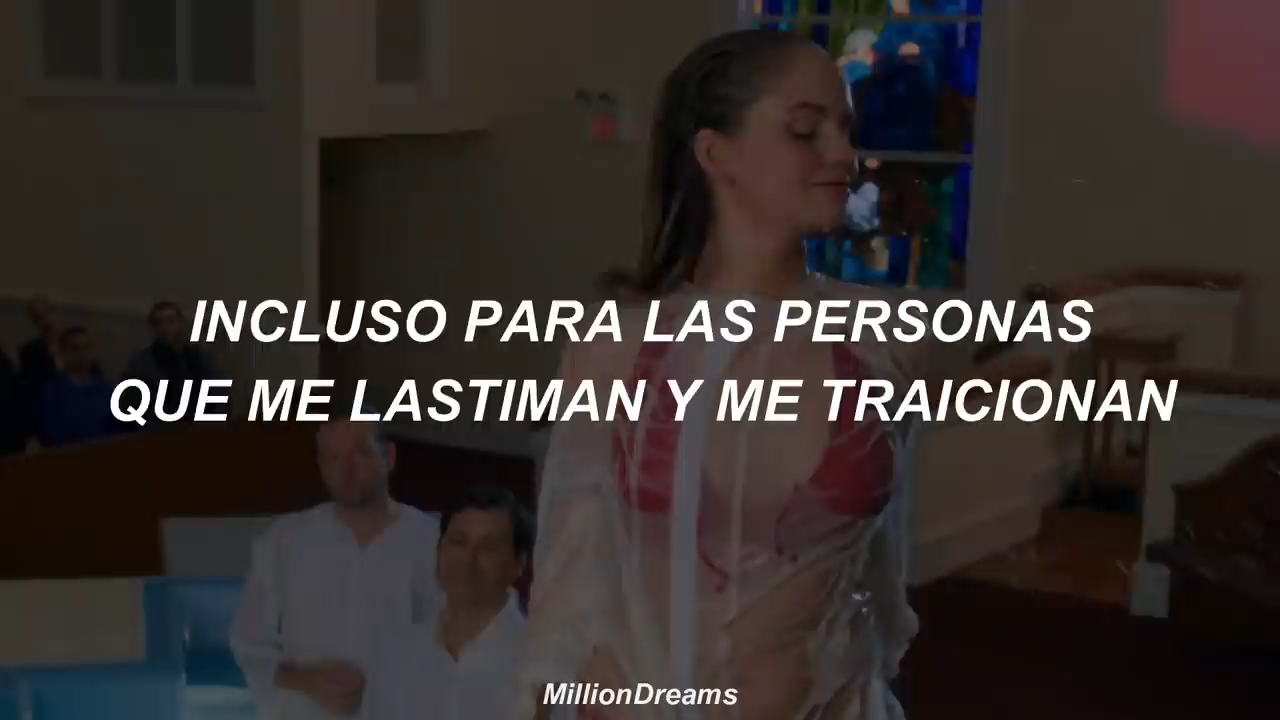 INCLUSO PARA LAS PERSONAS
QUE ME LASTIMAN Y ME TRAICIONAN
MillionDreams